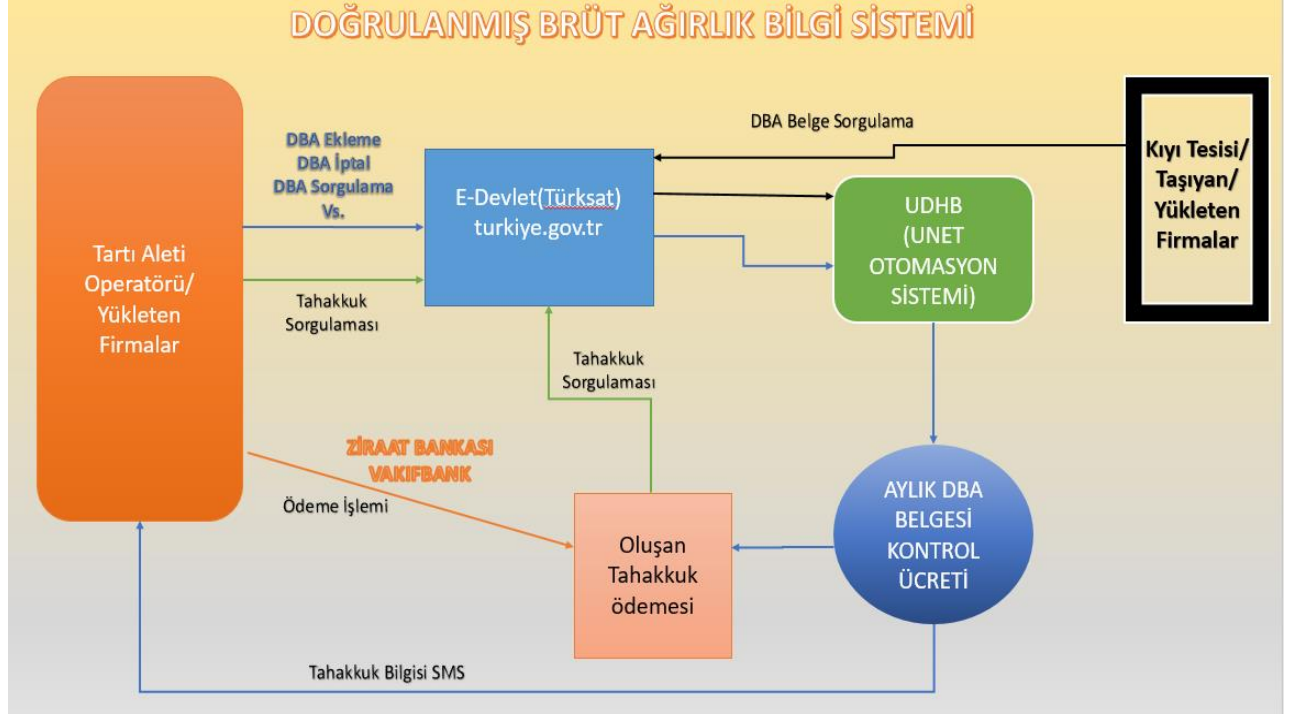 DOĞRULANMIŞ BRÜT AĞIRLIK BİLGİ SİSTEMİ
Tartı Aleti
Operatörü/
Yükleten
Firmalar
DBA Ekleme
DBA İptal
DBA Sorgulama
Vs.
Tahakkuk
Sorgulaması
E-Devlet(Türksat)
turkiye.gov.tr
DBA Belge Sorgulama
UDHB
(UNET
OTOMASYON
SİSTEMİ)
Kıyı Tesisi/
Taşıyan/
Yükleten
Firmalar
Tahakkuk
Sorgulaması
ZİRAAT BANKASI
VAKIFBANK
Ödeme İşlemi
Oluşan
Tahakkuk
ödemesi
AYLIK DBA
BELGESİ
KONTROL
ÜCRETİ
Tahakkuk Bilgisi SMS